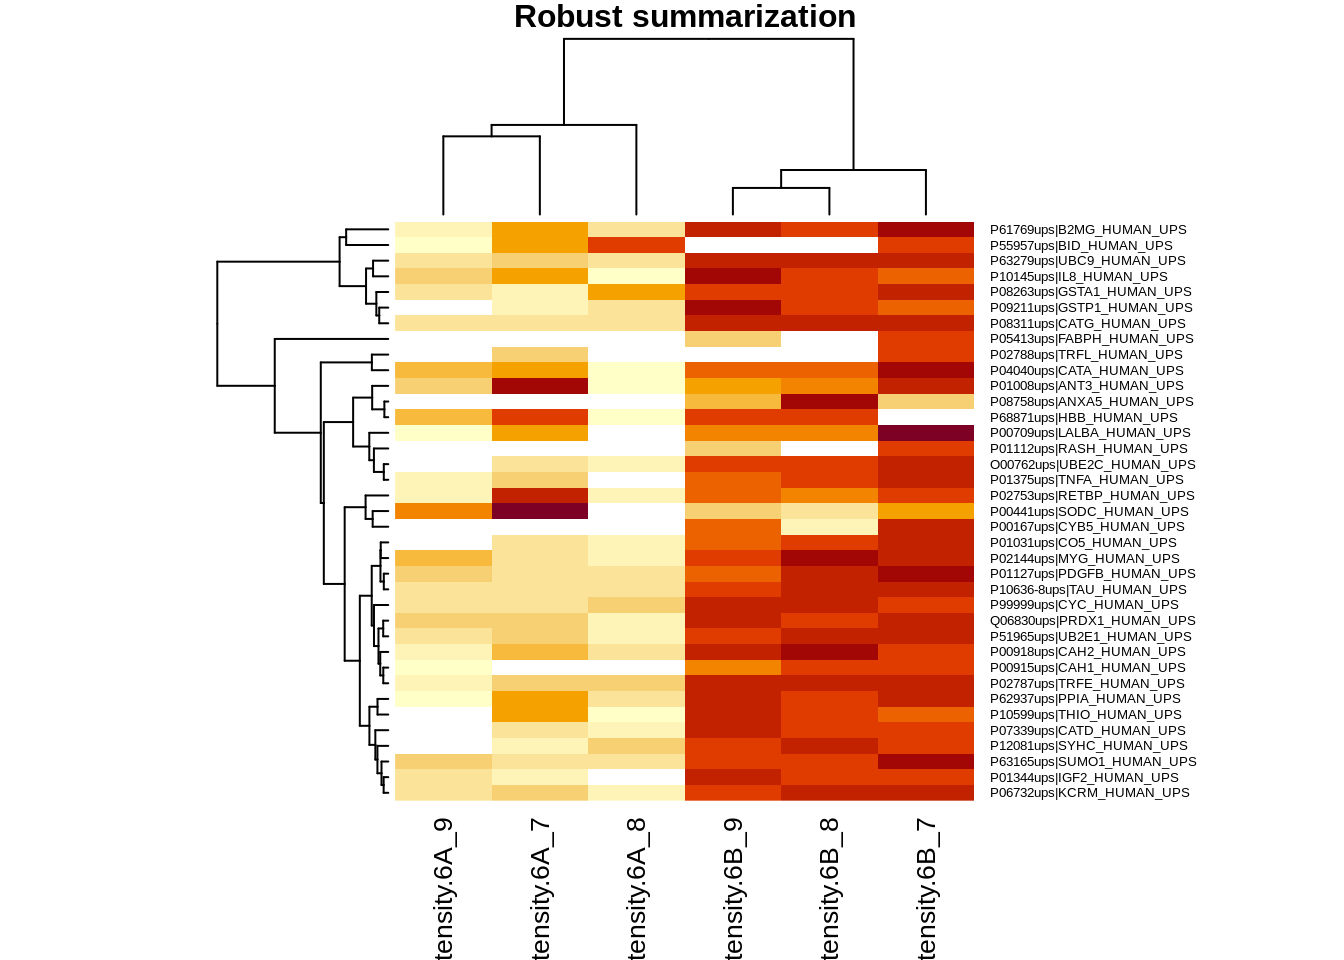 Robust summarization
P61769ups|B2MG_HUMAN_UPS
P55957ups|BID_HUMAN_UPS
P63279ups|UBC9_HUMAN_UPS
P10145ups|IL8_HUMAN_UPS
P08263ups|GSTA1_HUMAN_UPS
P09211ups|GSTP1_HUMAN_UPS
P08311ups|CATG_HUMAN_UPS
P05413ups|FABPH_HUMAN_UPS
P02788ups|TRFL_HUMAN_UPS
P04040ups|CATA_HUMAN_UPS
P01008ups|ANT3_HUMAN_UPS
P08758ups|ANXA5_HUMAN_UPS
P68871ups|HBB_HUMAN_UPS
P00709ups|LALBA_HUMAN_UPS
P01112ups|RASH_HUMAN_UPS
O00762ups|UBE2C_HUMAN_UPS
P01375ups|TNFA_HUMAN_UPS
P02753ups|RETBP_HUMAN_UPS
P00441ups|SODC_HUMAN_UPS
P00167ups|CYB5_HUMAN_UPS
P01031ups|CO5_HUMAN_UPS
P02144ups|MYG_HUMAN_UPS
P01127ups|PDGFB_HUMAN_UPS
P10636-8ups|TAU_HUMAN_UPS
P99999ups|CYC_HUMAN_UPS
Q06830ups|PRDX1_HUMAN_UPS
P51965ups|UB2E1_HUMAN_UPS
P00918ups|CAH2_HUMAN_UPS
P00915ups|CAH1_HUMAN_UPS
P02787ups|TRFE_HUMAN_UPS
P62937ups|PPIA_HUMAN_UPS
P10599ups|THIO_HUMAN_UPS
P07339ups|CATD_HUMAN_UPS
P12081ups|SYHC_HUMAN_UPS
P63165ups|SUMO1_HUMAN_UPS
P01344ups|IGF2_HUMAN_UPS
P06732ups|KCRM_HUMAN_UPS
tensity.6A_9
tensity.6A_7
tensity.6A_8
tensity.6B_9
tensity.6B_8
tensity.6B_7